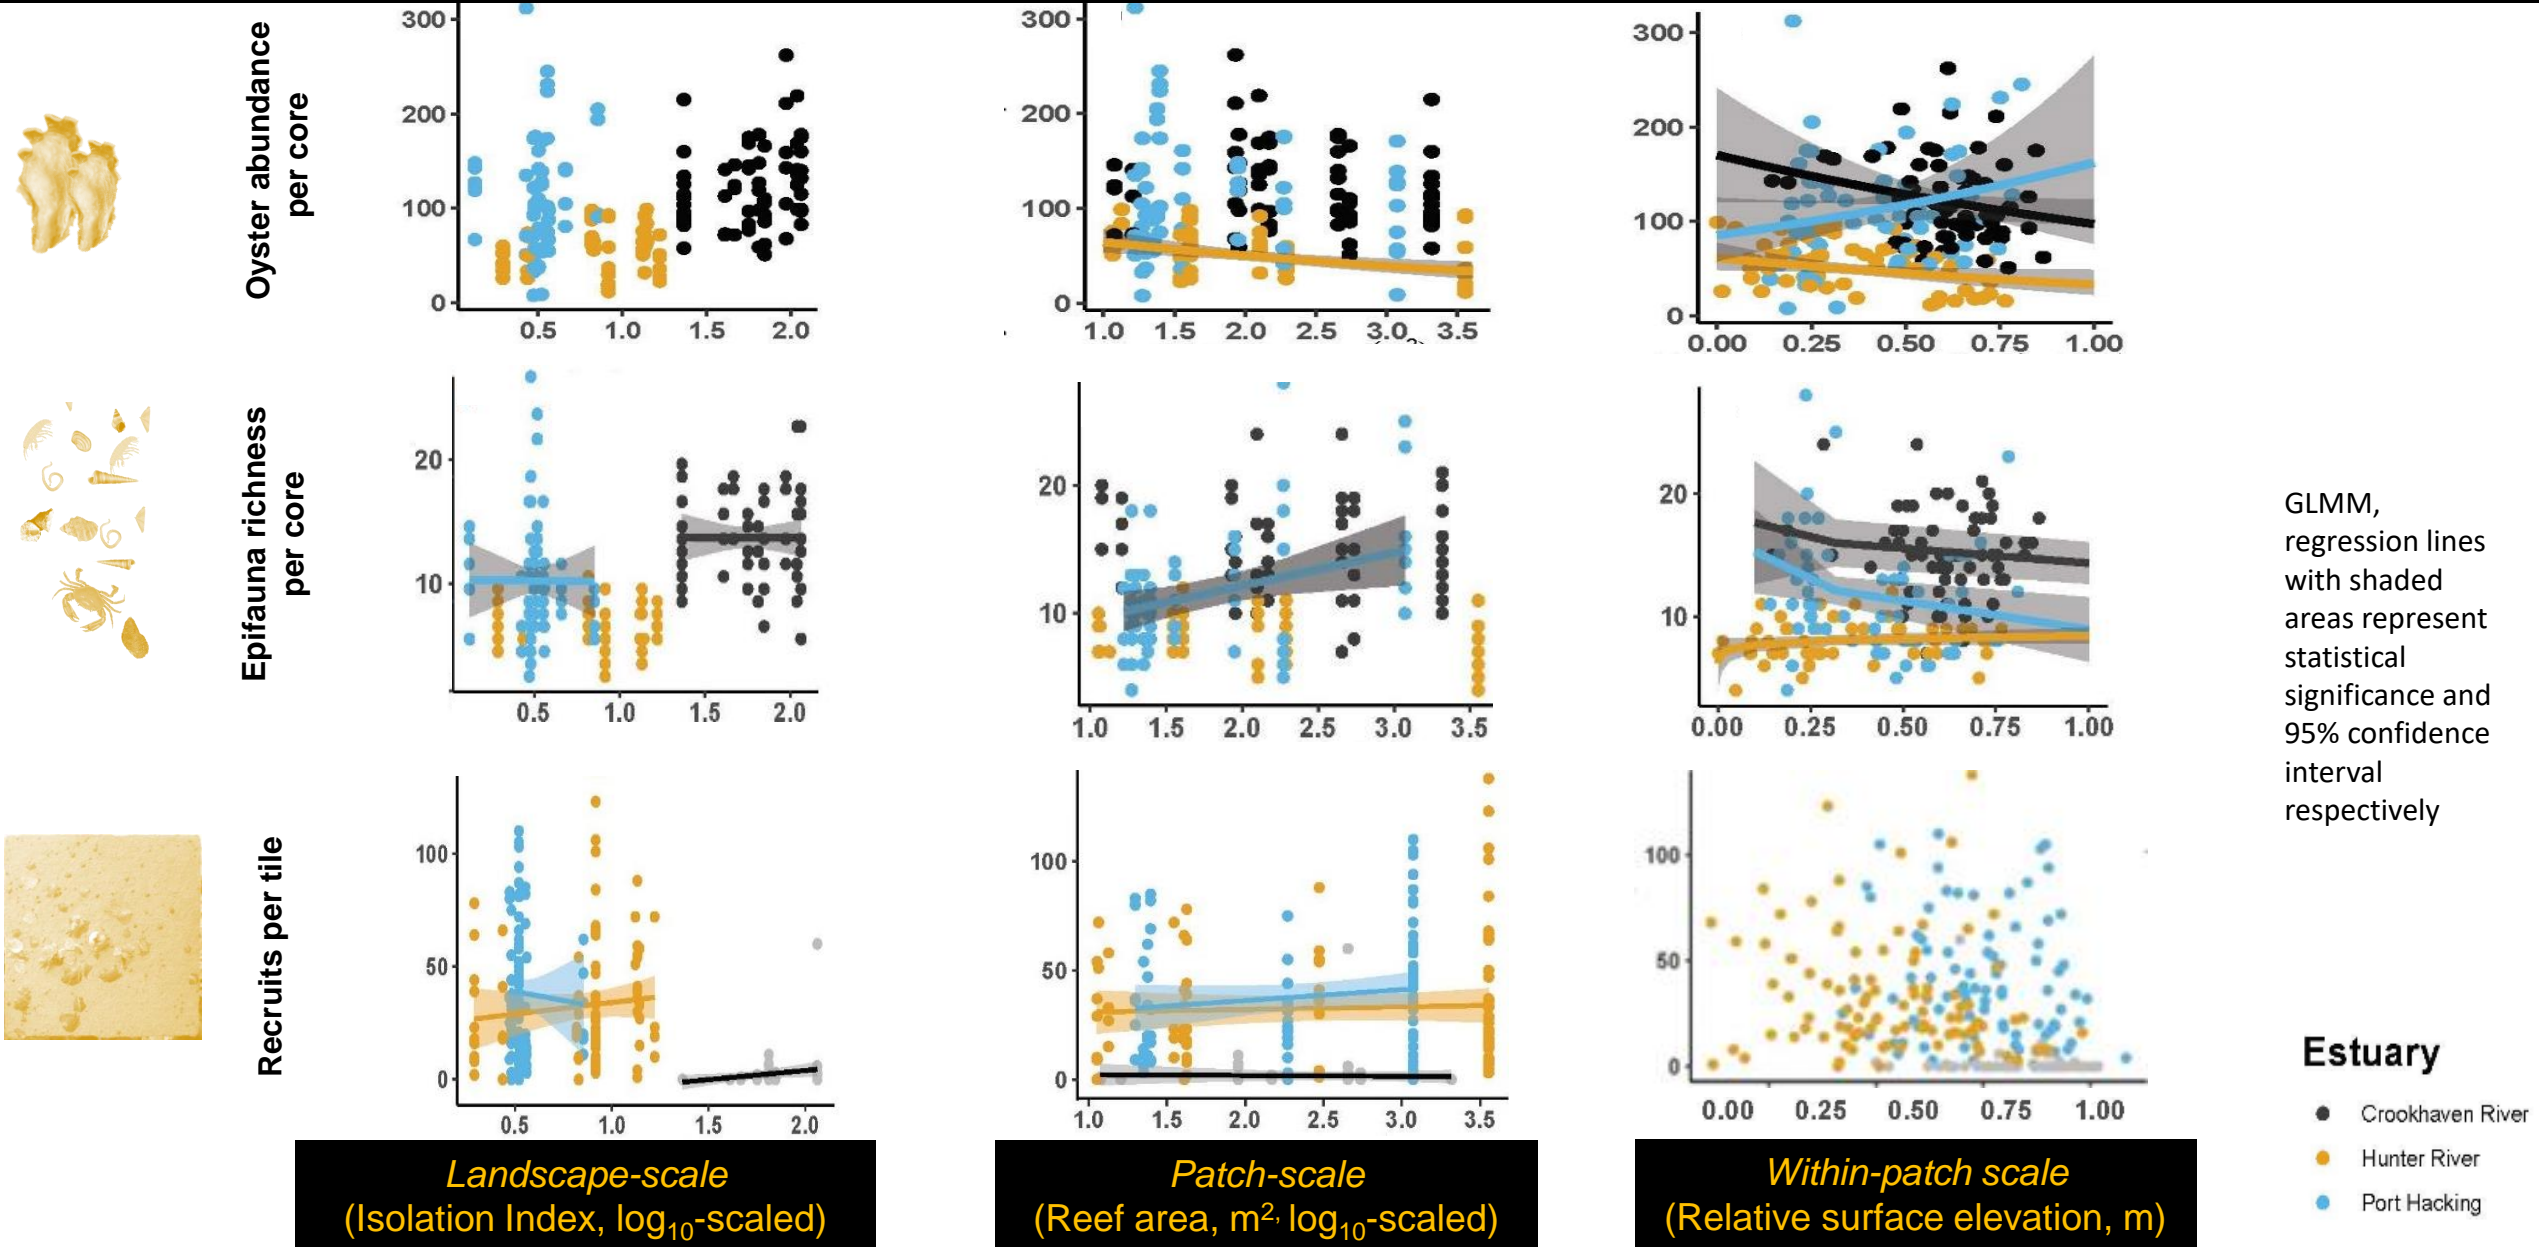 Oyster abundance
per core
300
200
100
0
0.5 1.0 1.5 2.0
300
200
100
0
1.0 1.5 2.0 2.5 3.0 3.5
300
200
100
0
0.00 0.25 0.50 0.75 1.00
Epifauna richness
per core
20
10
0.5 1.0 1.5 2.0
20
10
1.0 1.5 2.0 2.5 3.0 3.5
20
10
0.00 0.25 0.50 0.75 1.00
GLMM,
regression lines
with shaded
areas represent
statistical
significance and
95% confidence
interval
respectively
Recruits per tile
100
50
0
0.5 1.0 1.5 2.0
100
50
0
1.0 1.5 2.0 2.5 3.0 3.5
100
50
0
0.00 0.25 0.50 0.75 1.00
Landscape-scale
(Isolation Index, log₁₀-scaled)
Patch-scale
(Reef area, m², log₁₀-scaled)
Within-patch scale
(Relative surface elevation, m)
Estuary
Crookhaven River
Hunter River
Port Hacking